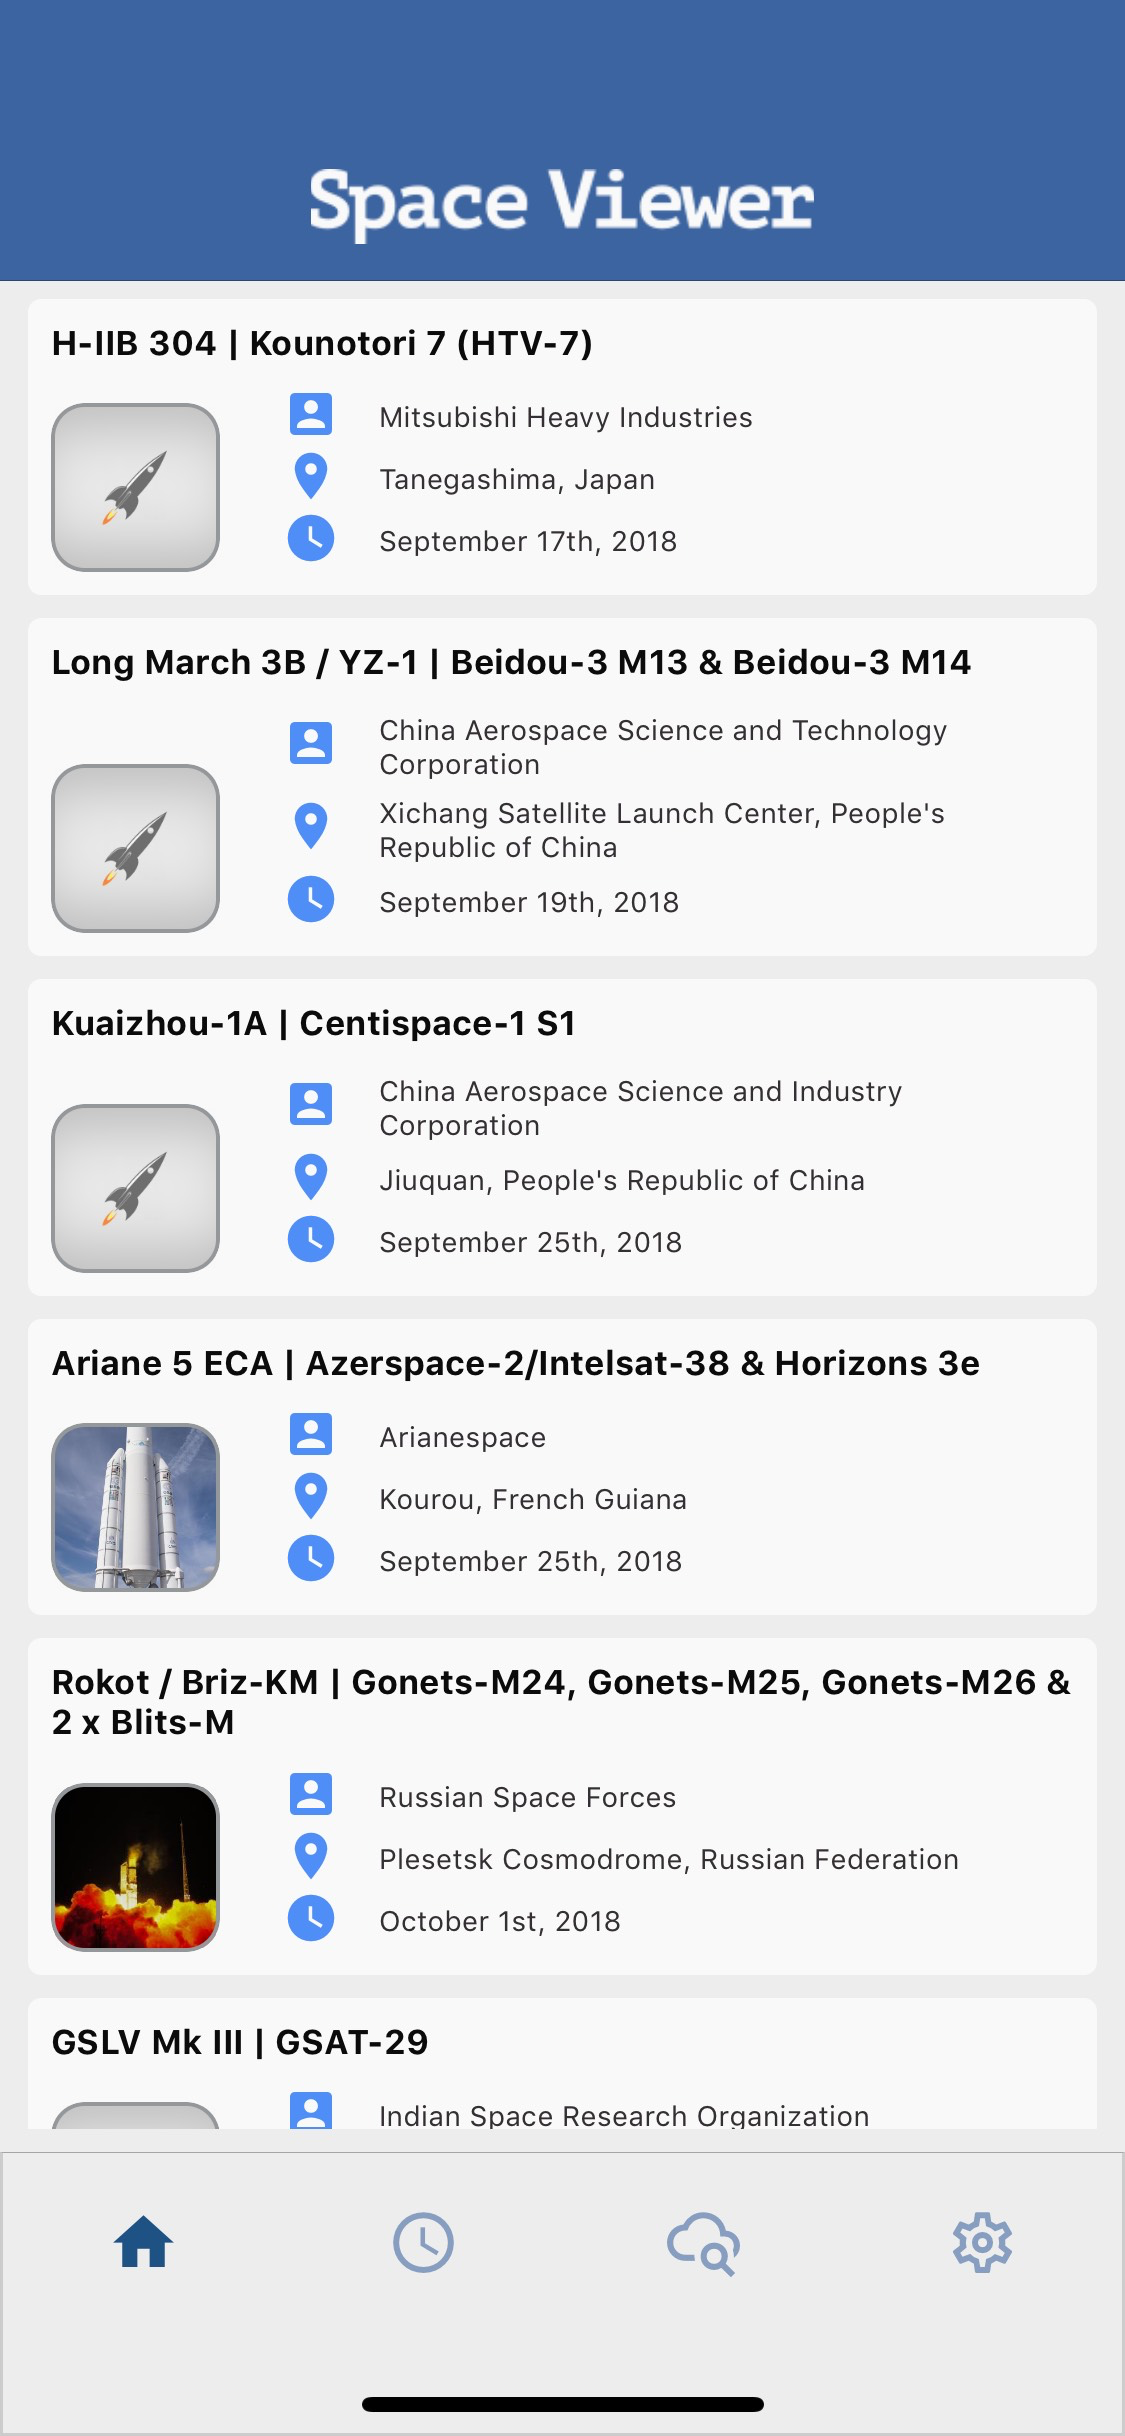 Space Viewer
H-IIB 304 | Kounotori 7 (HTV-7)
Mitsubishi Heavy Industries
Tanegashima, Japan
September 17th, 2018
Long March 3B / YZ-1 | Beidou-3 M13 & Beidou-3 M14
China Aerospace Science and Technology
Corporation
Xichang Satellite Launch Center, People's
Republic of China
September 19th, 2018
Kuaizhou-1A | Centispace-1 S1
China Aerospace Science and Industry
Corporation
Jiuquan, People's Republic of China
September 25th, 2018
Ariane 5 ECA | Azerspace-2/Intelsat-38 & Horizons 3e
Arianespace
Kourou, French Guiana
September 25th, 2018
Rokot / Briz-KM | Gonets-M24, Gonets-M25, Gonets-M26 &
2 x Blits-M
Russian Space Forces
Plesetsk Cosmodrome, Russian Federation
October 1st, 2018
GSLV Mk III | GSAT-29
Indian Space Research Organization